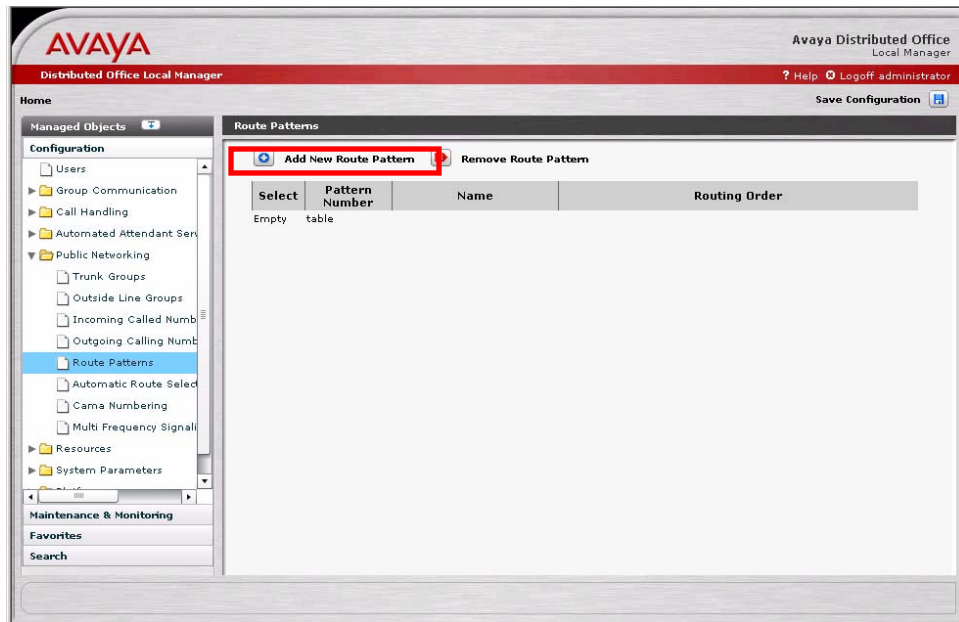 AVAYA
Avaya Distributed Office
Local Manager
Distributed Office Local Manager
? Help Logoff administrator
Home
Save Configuration
Managed Objects
Route Patterns
Configuration
Users
Group Communication
Call Handling
Automated Attendant Serv
Public Networking
Trunk Groups
Outside Line Groups
Incoming Called Numb
Outgoing Calling Numb
Route Patterns
Automatic Route Select
Cama Numbering
Multi Frequency Signali
Resources
System Parameters
Maintenance & Monitoring
Favorites
Search
Add New Route Pattern
Remove Route Pattern
Select
Pattern Number
Name
Routing Order
Empty table